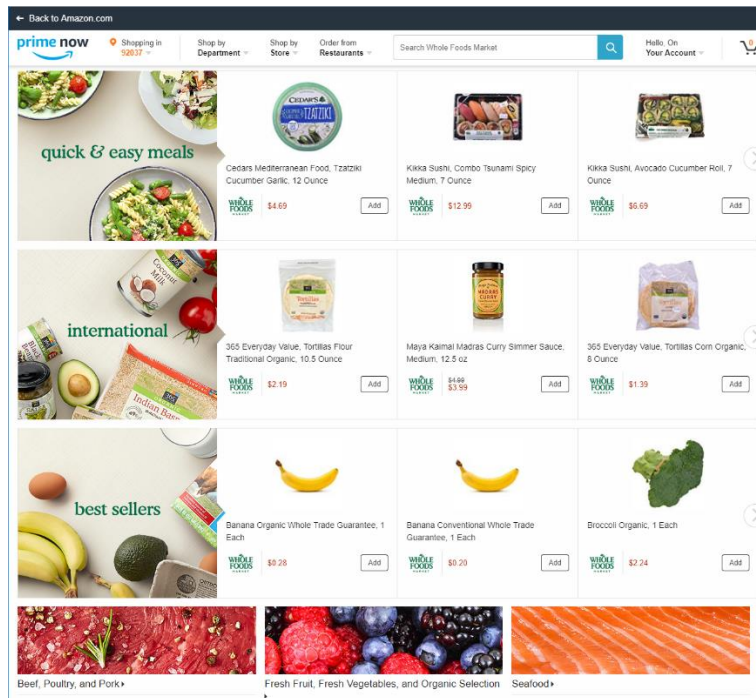 ← Back to Amazon.com
prime now
Shopping in
92037
Shop by
Department
Shop by
Store
Order from
Restaurants
Search Whole Foods Market
Hello, On
Your Account
0
quick & easy meals
CEDAR'S
TZATZIKI
Cedars Mediterranean Food, Tzatziki
Cucumber Garlic, 12 Ounce
WHOLE
FOODS
MARKET
$4.69
Add
Kikka Sushi, Combo Tsunami Spicy
Medium, 7 Ounce
WHOLE
FOODS
MARKET
$12.99
Add
Kikka Sushi, Avocado Cucumber Roll, 7
Ounce
WHOLE
FOODS
MARKET
$6.69
Add
international
365
Coconut
Milk
Black
Beans
365
Indian Bas
Tortillas
365 Everyday Value, Tortillas Flour
Traditional Organic, 10.5 Ounce
WHOLE
FOODS
MARKET
$2.19
Add
MADRAS
CURRY
Maya Kaimal Madras Curry Simmer Sauce,
Medium, 12.5 oz
WHOLE
FOODS
MARKET
$4.99
$3.99
Add
365 Everyday Value, Tortillas Corn Organic,
8 Ounce
WHOLE
FOODS
MARKET
$1.39
Add
best sellers
Banana Organic Whole Trade Guarantee, 1
Each
WHOLE
FOODS
MARKET
$0.28
Add
Banana Conventional Whole Trade
Guarantee, 1 Each
WHOLE
FOODS
MARKET
$0.20
Add
Broccoli Organic, 1 Each
WHOLE
FOODS
MARKET
$2.24
Add
Beef, Poultry, and Pork
Fresh Fruit, Fresh Vegetables, and Organic Selection
Seafood